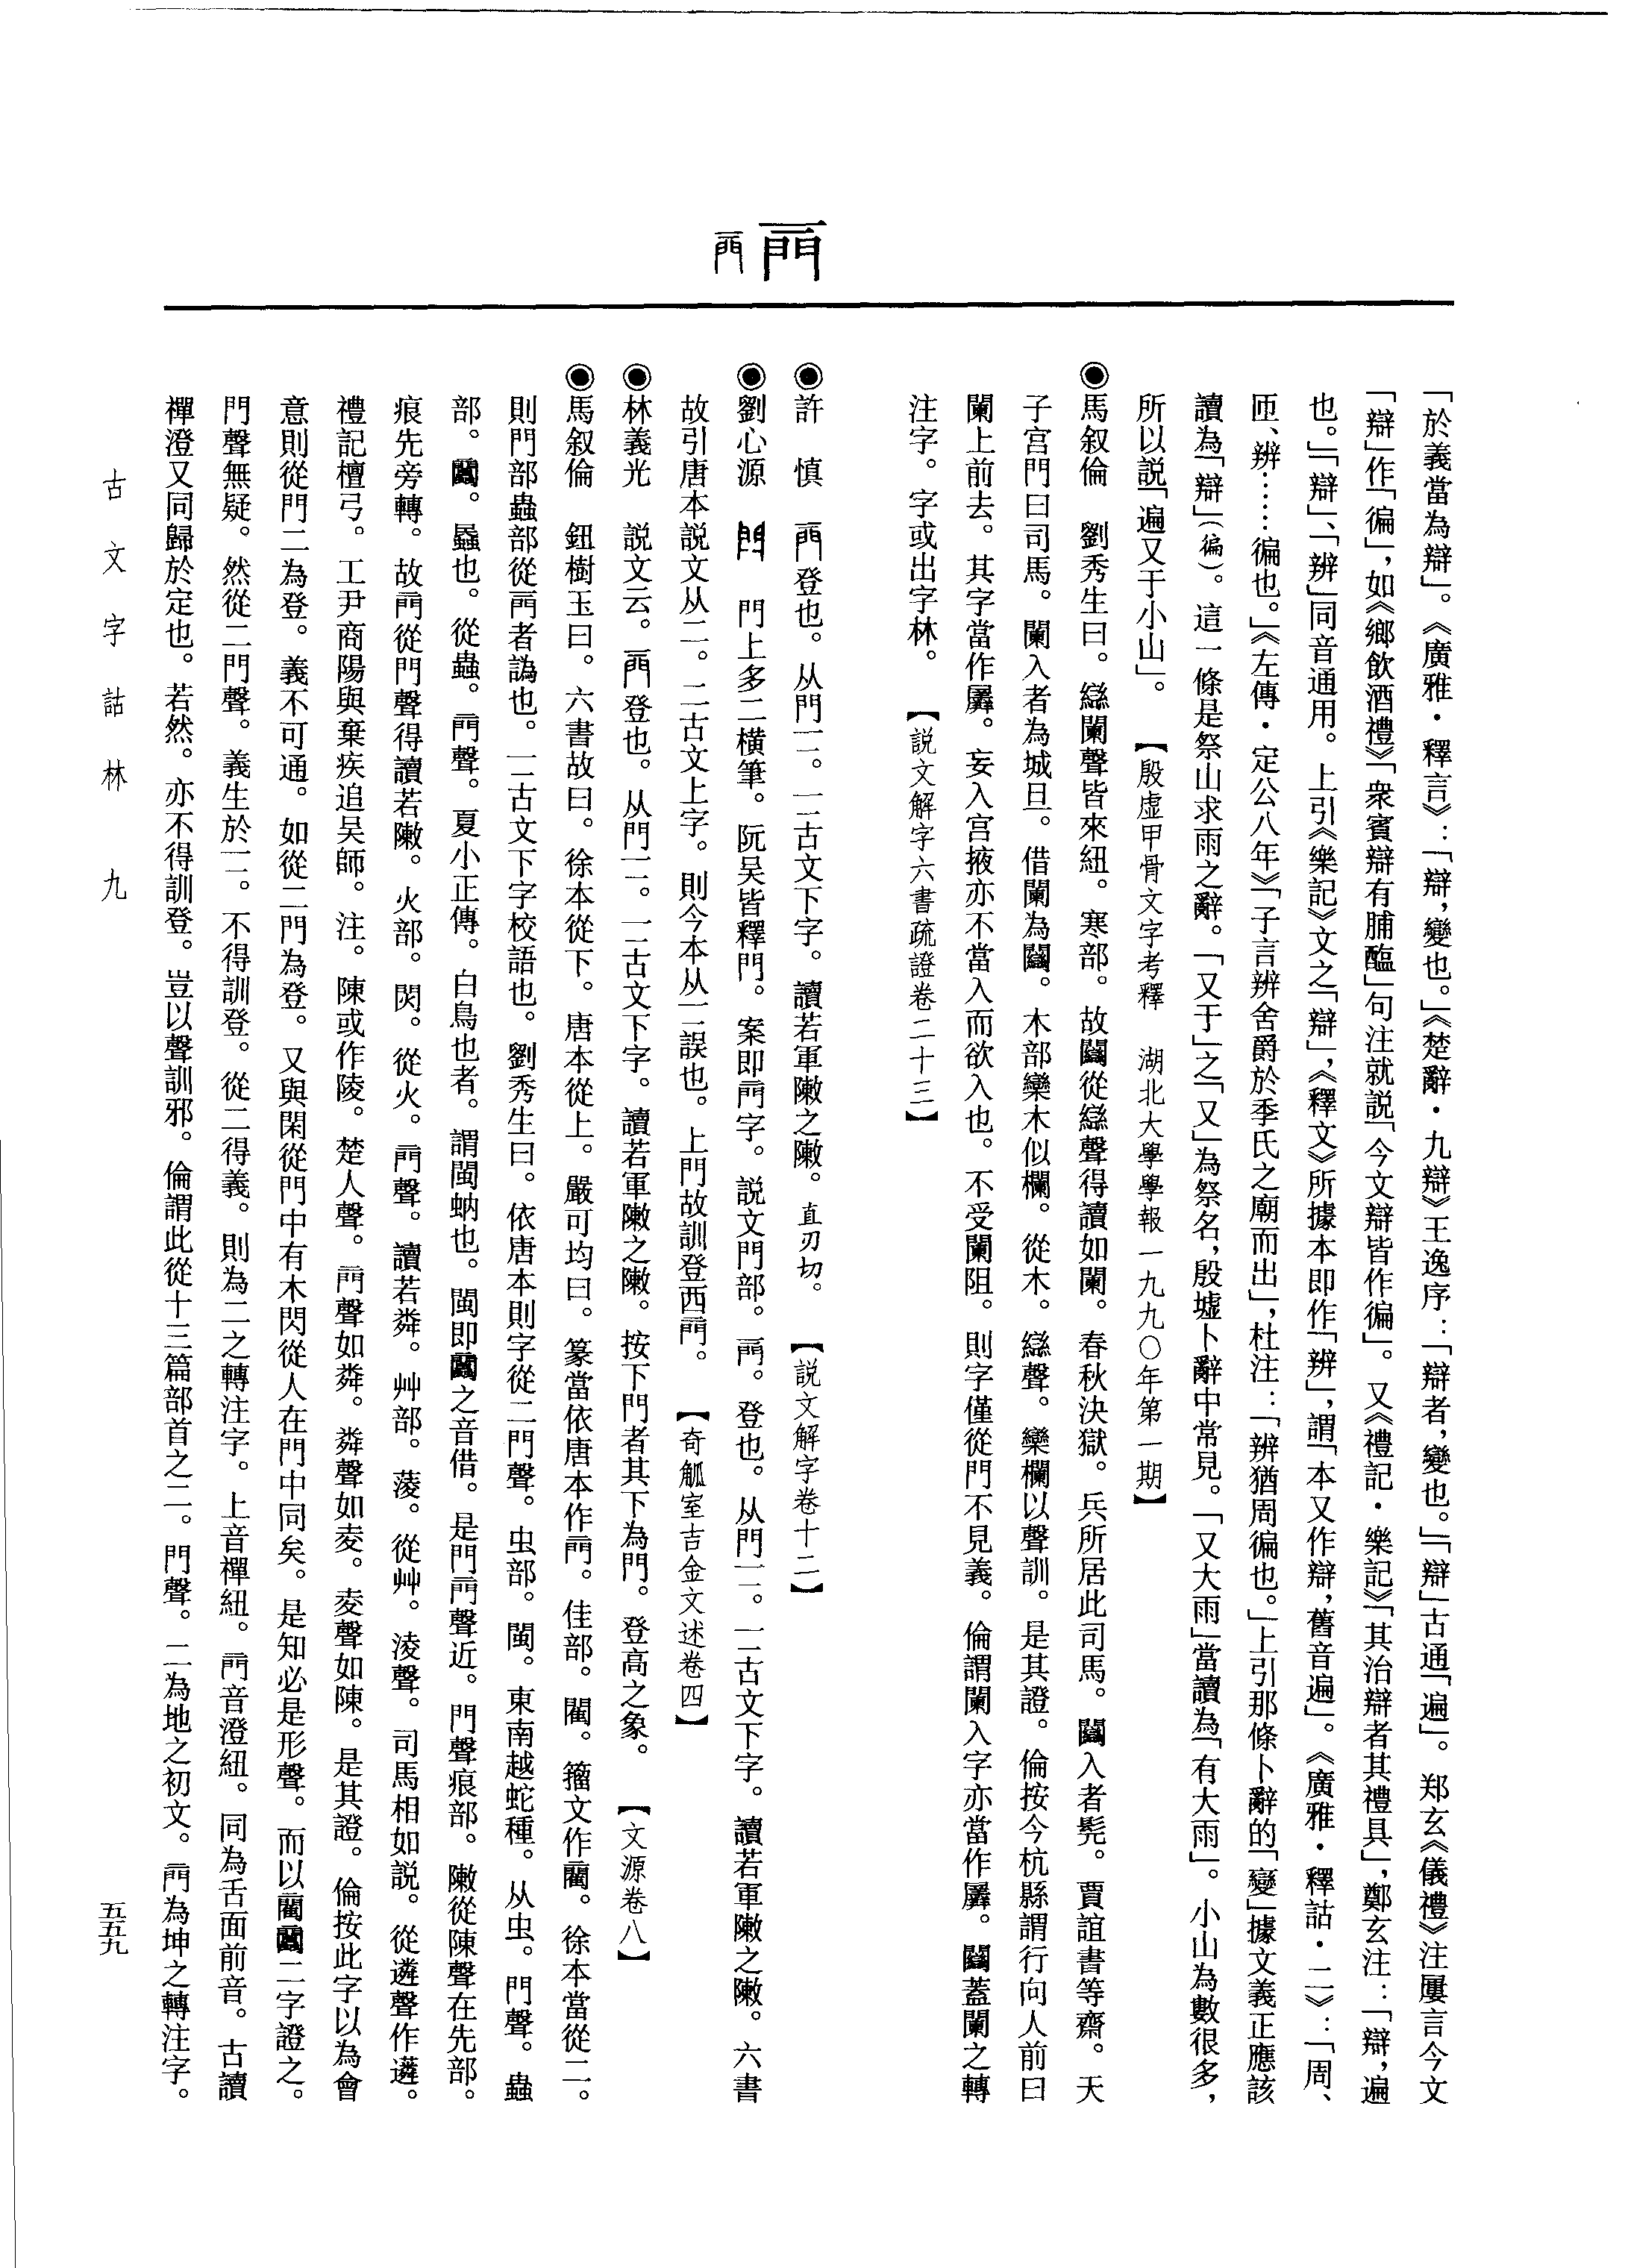 「於義當為辯」。《廣雅·釋言》：「辯，變也。」《楚辭·九辯》王逸序：「辯者，變也。」「辯」古通「遍」。郑玄《儀禮》注屢言今文
「辯」作「徧」，如《鄉飲酒禮》「衆賓辯有脯醢」句注就説「今文辯皆作徧」。又《禮記·樂記》「其治辯者其禮具」，鄭玄注：「辯，遍
也。」「辯」、「辨」同音通用。上引《樂記》文之「辯」，《釋文》所據本即作「辨」，謂「本又作辯，舊音遍」。《廣雅·釋詁·二》：「周、
帀、辨……徧也。」《左傳·定公八年》「子言辨舍爵於季氏之廟而出」，杜注：「辨猶周徧也。」上引那條卜辭的「變」據文義正應該
讀為「辯」（徧）。這一條是祭山求雨之辭。「又于」之「又」為祭名，殷墟卜辭中常見。「又大雨」當讀為「有大雨」。小山為數很多，
所以説「遍又于小山」。【殷虛甲骨文字考釋　湖北大學學報一九九〇年第一期】
◉馬叙倫　劉秀生曰。䜌闌聲皆來紐。寒部。故𨷻從䜌聲得讀如闌。春秋決獄。兵所居此司馬。𨷻入者髡。賈誼書等齋。天
子宫門曰司馬。闌入者為城旦。借闌為𨷻。木部欒木似欄。從木。䜌聲。欒欄以聲訓。是其證。倫按今杭縣謂行向人前曰
闌上前去。其字當作羼。妄入宫掖亦不當入而欲入也。不受闌阻。則字僅從門不見義。倫謂闌入字亦當作羼。𨷻蓋闌之轉
注字。字或出字林。【説文解字六書疏證卷二十三】
𨳇
◉許　慎　𨳇登也。从門二。二古文下字。讀若軍敶之敶。直刃切。【説文解字卷十二】
◉劉心源　門上多二横筆。阮吴皆釋門。案即𨳇字。説文門部。𨳇。登也。从門二。二古文下字。讀若軍敶之敶。六書
故引唐本説文从二。二古文上字。則今本从二誤也。上門故訓登西𨳇。【奇觚室吉金文述卷四】
◉林義光　説文云。𨳇登也。从門二。二古文下字。讀若軍敶之敶。按下門者其下為門。登高之象。【文源卷八】
◉馬叙倫　鈕樹玉曰。六書故曰。徐本從下。唐本從上。嚴可均曰。篆當依唐本作𨳇。佳部。閵。籀文作𨷳。徐本當從二。
則門部蟲部從𨳇者譌也。二古文下字校語也。劉秀生曰。依唐本則字從二門聲。虫部。閩。東南越蛇種。从虫。門聲。蟲
部。蟁也。從蟲。𨳇聲。夏小正傳。白鳥也者。謂閩蚋也。閩即之音借。是門𨳇聲近。門聲痕部。敶從陳聲在先部。
痕先旁轉。故𨳇從門聲得讀若敶。火部。焛。從火。𨳇聲。讀若粦。艸部。蔆。從艸。淩聲。司馬相如説。從遴聲作䔖。
禮記檀弓。工尹商陽與棄疾追吴師。注。陳或作陵。楚人聲。𨳇聲如粦。粦聲如夌。夌聲如陳。是其證。倫按此字以為會
意則從門二為登。義不可通。如從二門為登。又與閑從門中有木閃從人在門中同矣。是知必是形聲。而以二字證之。
門聲無疑。然從二門聲。義生於二。不得訓登。從二得義。則為二之轉注字。上音禪紐。𨳇音澄紐。同為舌面前音。古讀
禪澄又同歸於定也。若然。亦不得訓登。豈以聲訓邪。倫謂此從十三篇部首之二。門聲。二為地之初文。𨳇為坤之轉注字。
古文字詁林　九
五五九